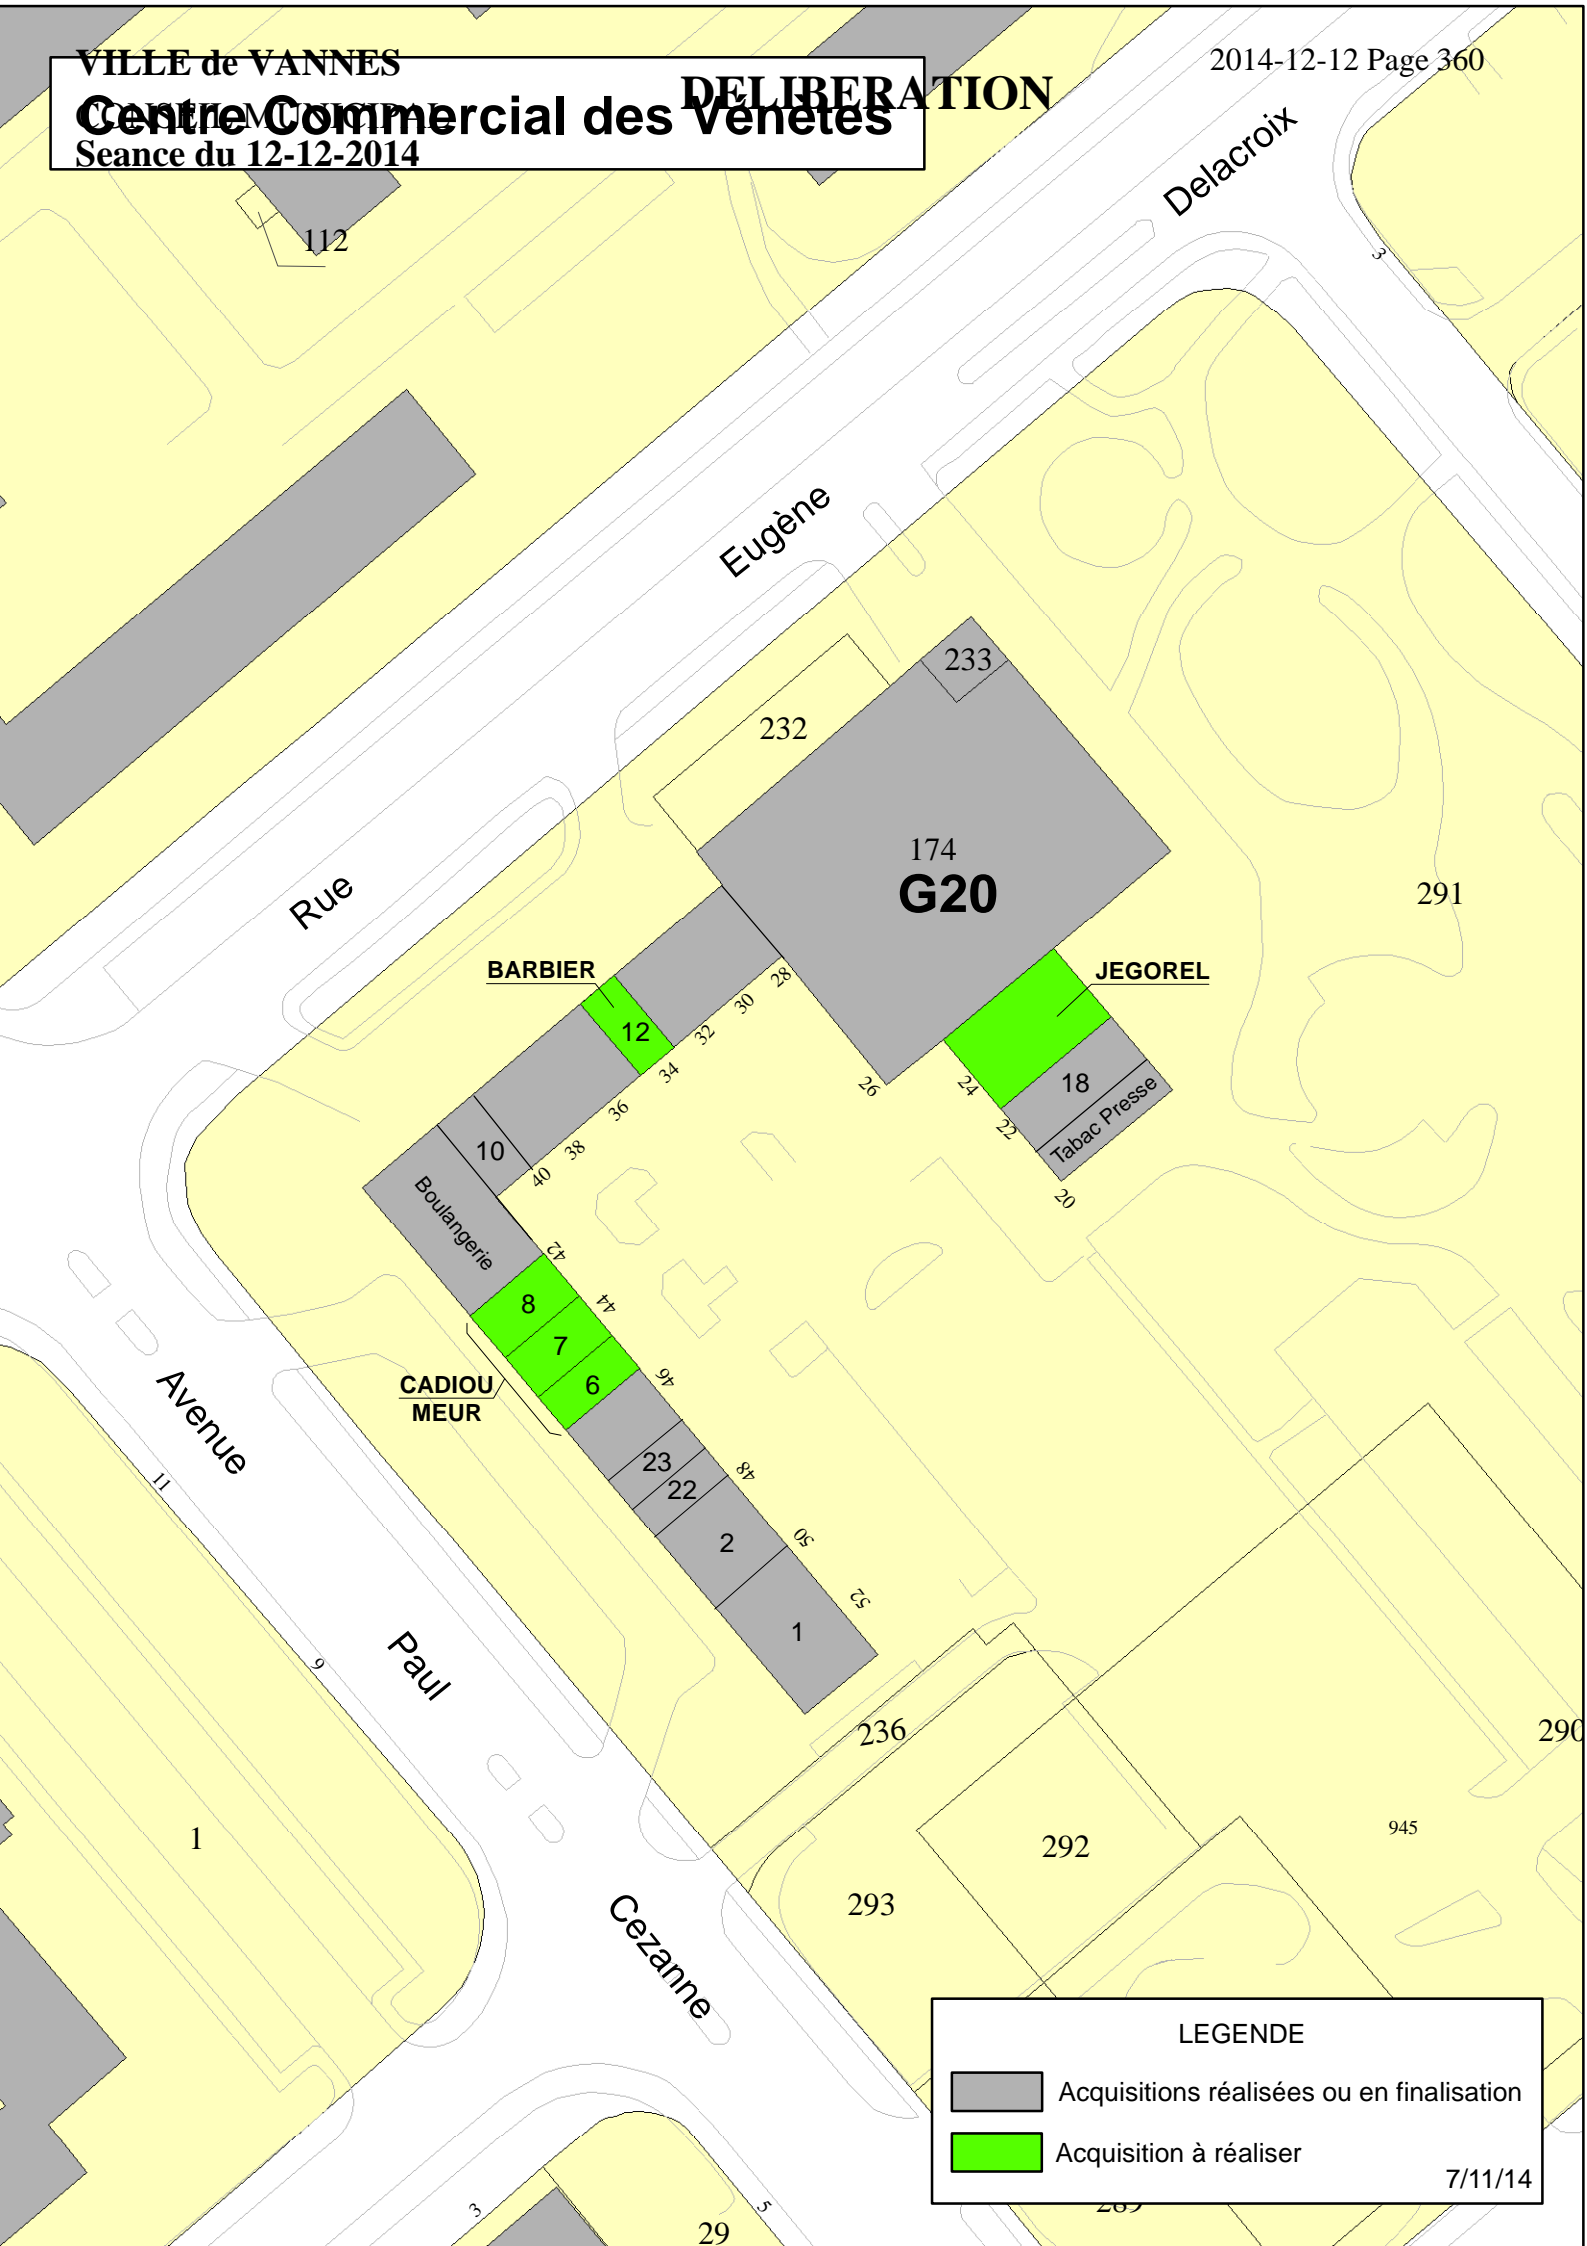 VILLE de VANNES
2014-12-12 Page 360
DELIBERATION
CONSEIL MUNICIPAL
Centre Commercial des Vénètes
Seance du 12-12-2014
Delacroix
112
3
Eugène
233
232
174
G20
291
Rue
BARBIER
JEGOREL
28
30
12
32
34
26
24
18
Tabac Presse
36
22
10
38
40
20
Boulangerie
42
8
44
7
6
46
CADIOU
MEUR
Avenue
23
48
11
22
2
50
52
1
Paul
9
236
290
1
945
292
293
Cezanne
LEGENDE
Acquisitions réalisées ou en finalisation
Acquisition à réaliser
7/11/14
289
3
5
29